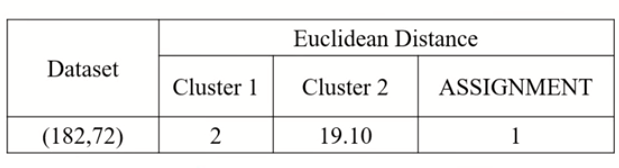 Dataset
Euclidean Distance
Cluster 1 Cluster 2 ASSIGNMENT
(182,72) 2 19.10 1